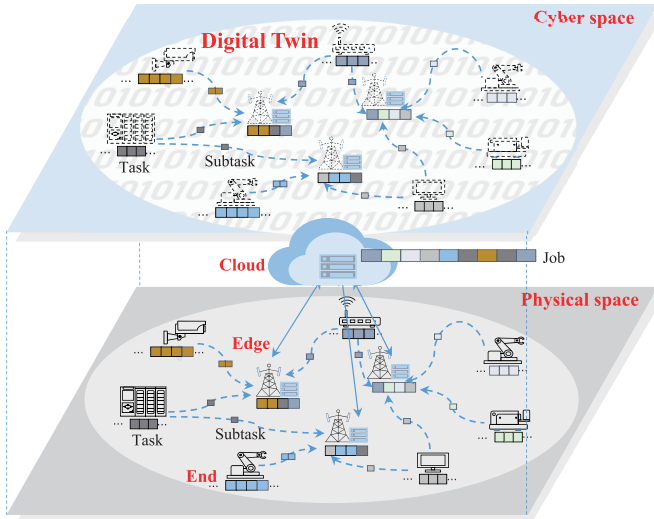 Cyber space
Digital Twin
Task
Subtask
Cloud
Job
Physical space
Edge
Task
Subtask
End